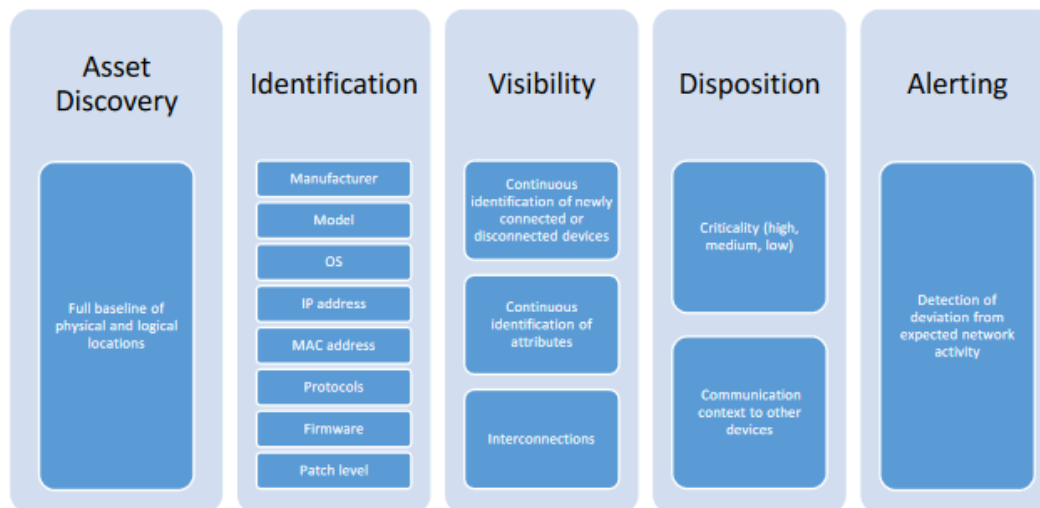 Asset
Discovery
Full baseline of
physical and logical
locations
Identification
Manufacturer
Model
OS
IP address
MAC address
Protocols
Firmware
Patch level
Visibility
Continuous
identification of newly
connected or
disconnected devices
Continuous
identification of
attributes
Interconnections
Disposition
Criticality (high,
medium, low)
Communication
context to other
devices
Alerting
Detection of
deviation from
expected network
activity